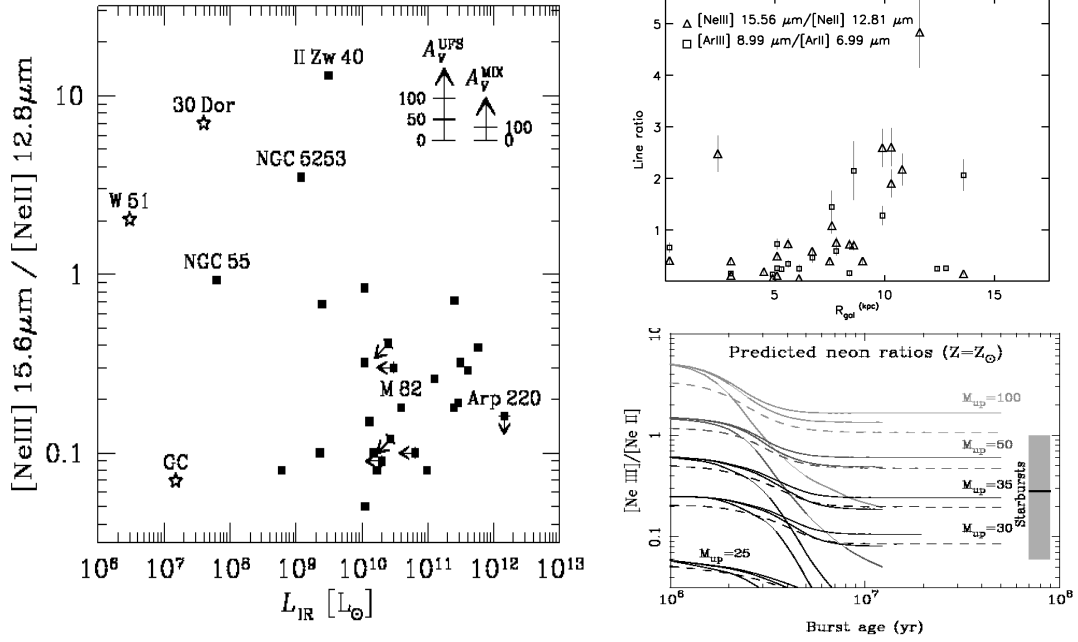 [NeIII] 15.6μm / [NeII] 12.8μm
10
1
0.1
II Zw 40
30 Dor
NGC 5253
W 51
NGC 55
M 82
Arp 220
GC
A_V^UFS
A_V^MIX
100
50
0
100
0
10⁶ 10⁷ 10⁸ 10⁹ 10¹⁰ 10¹¹ 10¹² 10¹³
L_IR [L_⊙]
[NeIII] 15.56 μm/[NeII] 12.81 μm
[ArIII] 8.99 μm/[ArII] 6.99 μm
Line ratio
5
4
3
2
1
5 10 15
R_gal (kpc)
Predicted neon ratios (Z=Z_⊙)
[Ne III]/[Ne II]
10
1
0.1
M_up=100
M_up=50
M_up=35
M_up=30
M_up=25
Starbursts
10⁶ 10⁷ 10⁸
Burst age (yr)